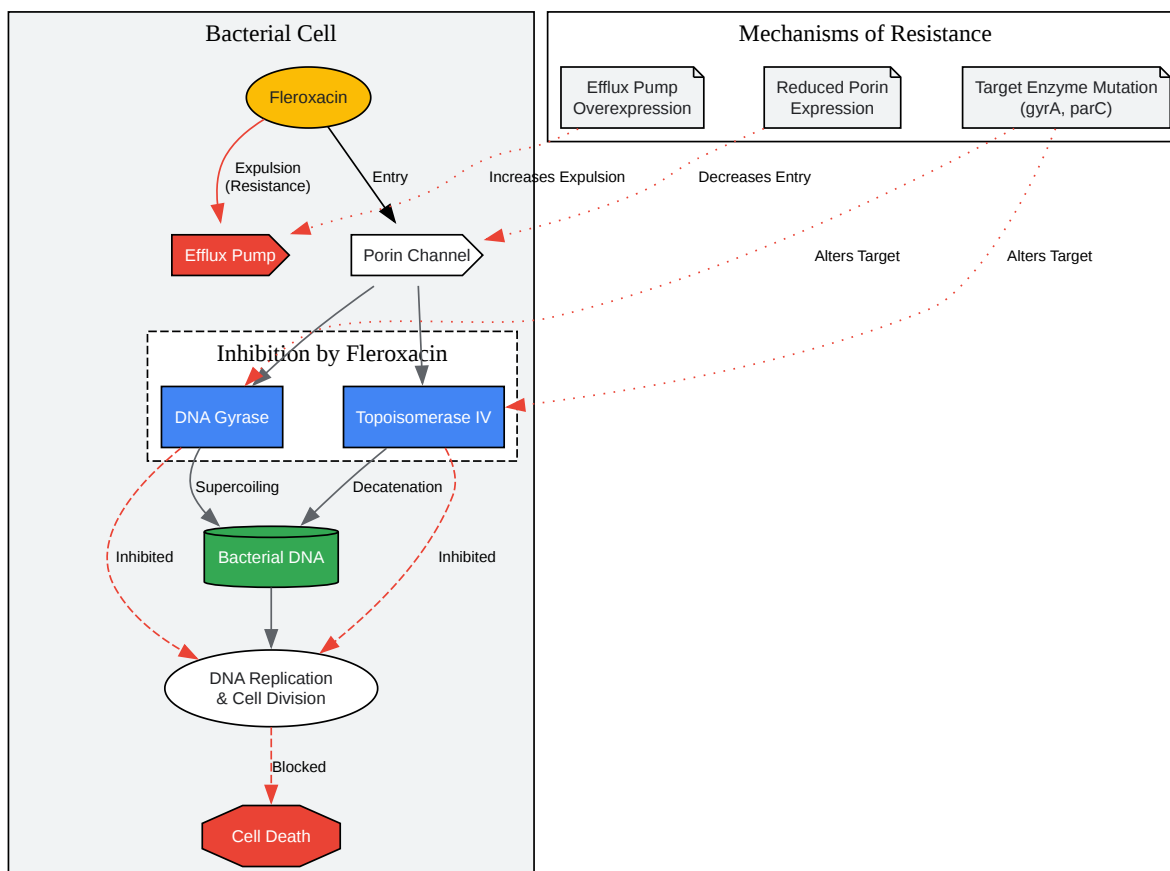 Bacterial Cell
Mechanisms of Resistance
Fleroxacin
Efflux Pump
Overexpression
Reduced Porin
Expression
Target Enzyme Mutation
(gyrA, parC)
Expulsion
(Resistance)
Entry
Increases Expulsion
Decreases Entry
Efflux Pump
Porin Channel
Alters Target
Alters Target
Inhibition by Fleroxacin
DNA Gyrase
Topoisomerase IV
Supercoiling
Decatenation
Inhibited
Bacterial DNA
Inhibited
DNA Replication
& Cell Division
Blocked
Cell Death